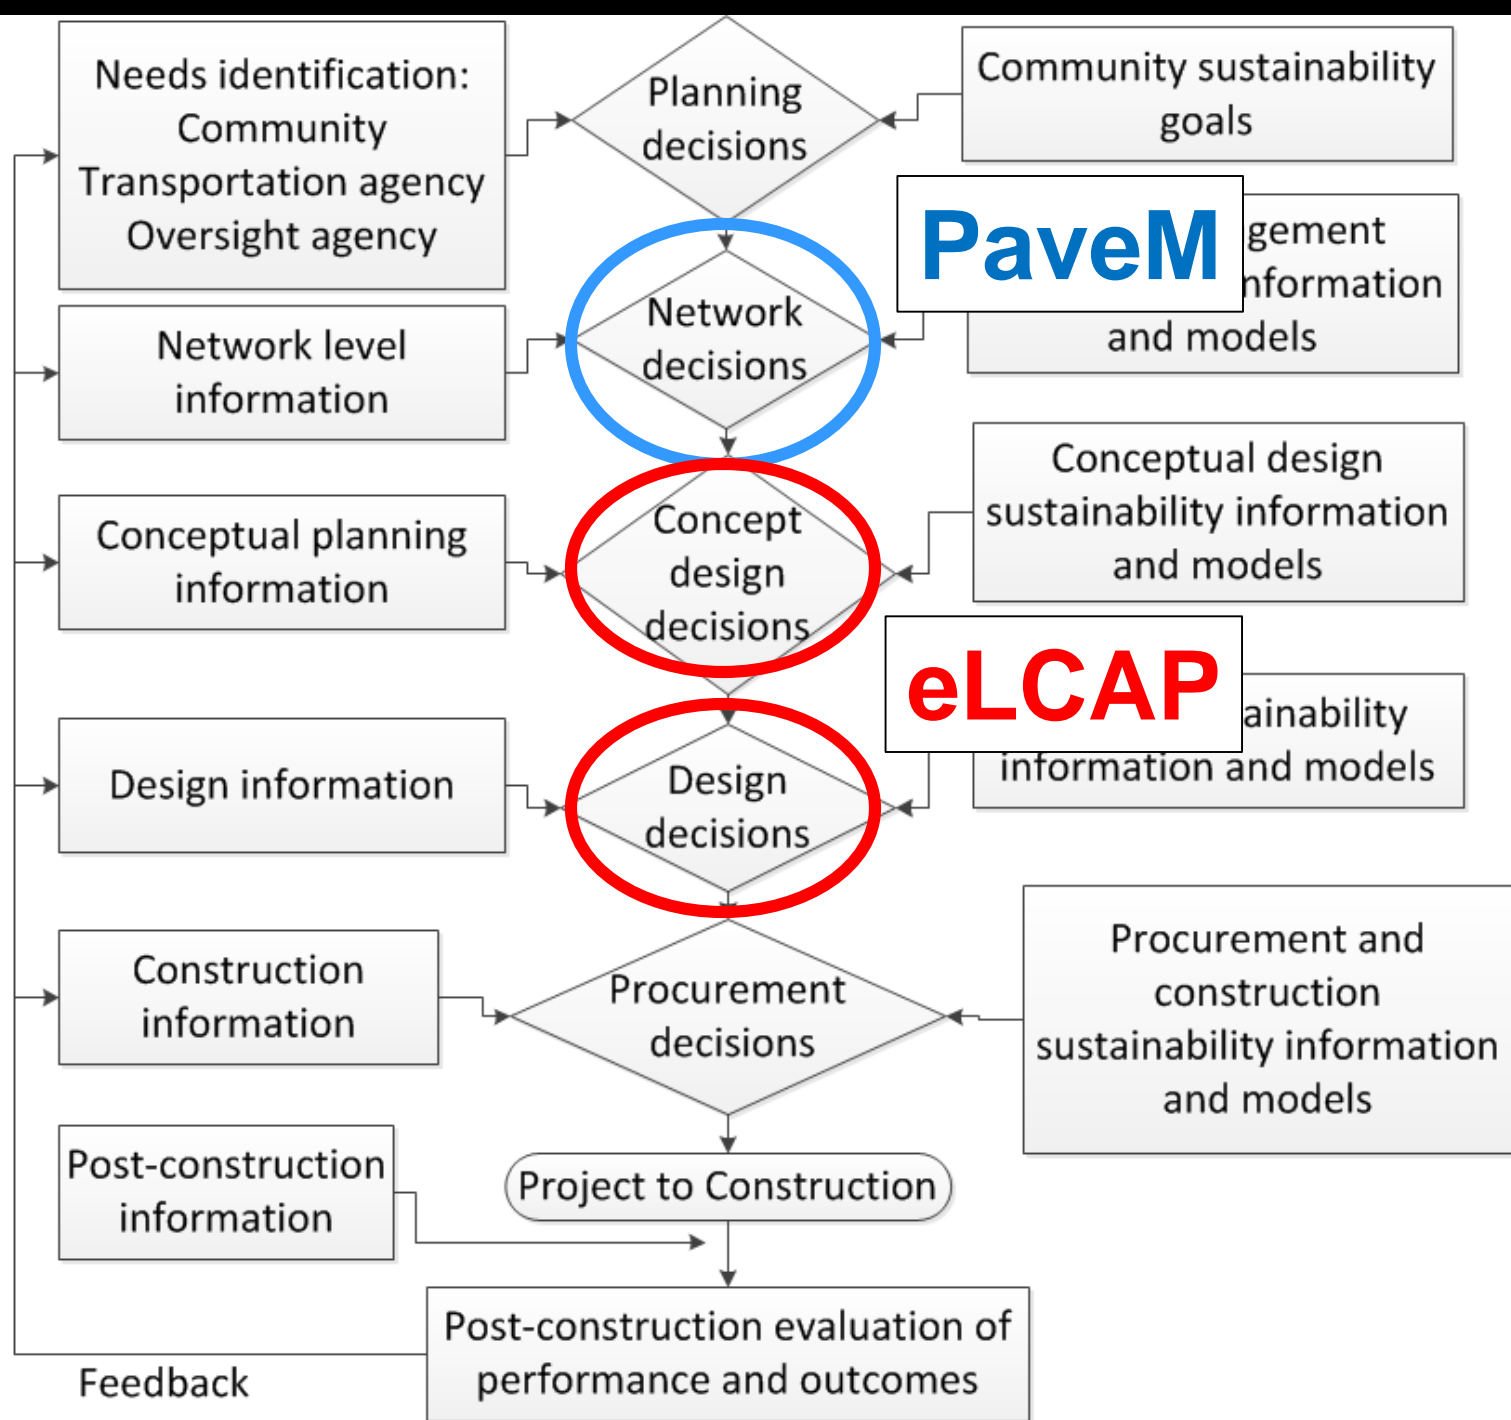 Needs identification:
Community
Transportation agency
Oversight agency
Planning
decisions
Community sustainability
goals
PaveM
gement
nformation
and models
Network level
information
Network
decisions
Conceptual planning
information
Concept
design
decisions
Conceptual design
sustainability information
and models
eLCAP
ainability
information and models
Design information
Design
decisions
Construction
information
Procurement
decisions
Procurement and
construction
sustainability information
and models
Post-construction
information
Project to Construction
Post-construction evaluation of
performance and outcomes
Feedback